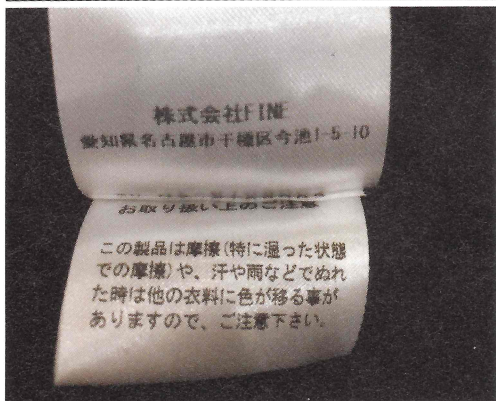 株式会社FINE
愛知県名古屋市千種区今池1-5-10
お取り扱い上のご注意
この製品は摩擦(特に湿った状態
での摩擦)や、汗や雨などでぬれ
た時は他の衣料に色が移る事が
ありますので、ご注意下さい。